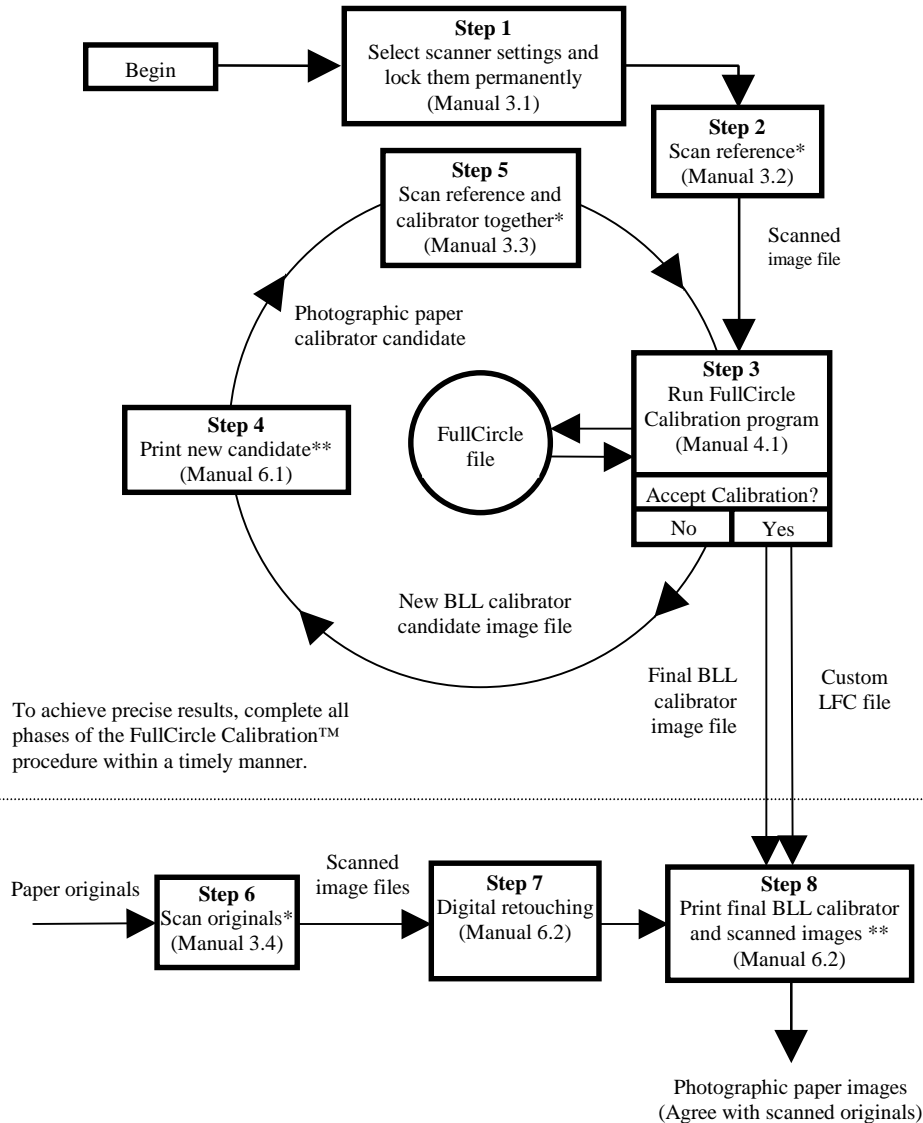 Step 1
Select scanner settings and
lock them permanently
(Manual 3.1)
Begin
Step 2
Scan reference*
(Manual 3.2)
Step 5
Scan reference and
calibrator together*
(Manual 3.3)
Scanned
image file
Photographic paper
calibrator candidate
Step 3
Run FullCircle
Calibration program
(Manual 4.1)
Accept Calibration?
No
Yes
FullCircle
file
Step 4
Print new candidate**
(Manual 6.1)
New BLL calibrator
candidate image file
Final BLL
calibrator
image file
Custom
LFC file
To achieve precise results, complete all
phases of the FullCircle Calibration™
procedure within a timely manner.
Paper originals
Step 6
Scan originals*
(Manual 3.4)
Scanned
image files
Step 7
Digital retouching
(Manual 6.2)
Step 8
Print final BLL calibrator
and scanned images **
(Manual 6.2)
Photographic paper images
(Agree with scanned originals)